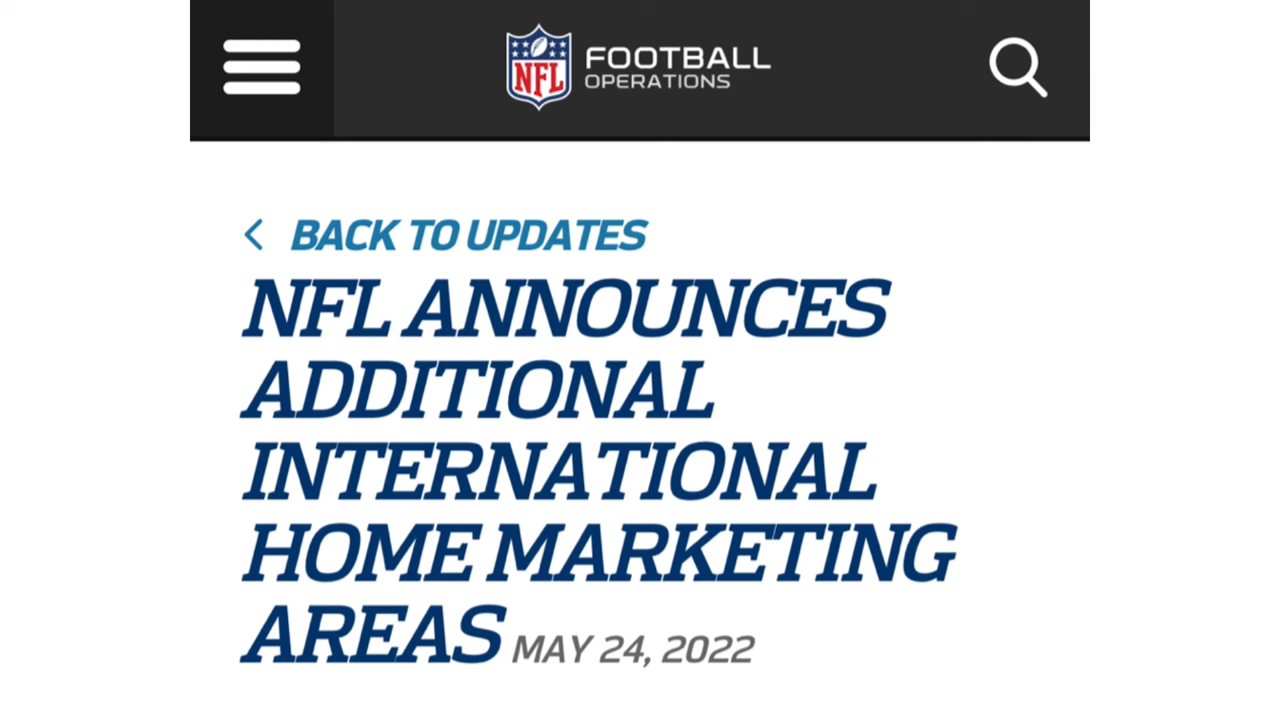 NFL
FOOTBALL
OPERATIONS
BACK TO UPDATES
NFL ANNOUNCES
ADDITIONAL
INTERNATIONAL
HOME MARKETING
AREAS MAY 24, 2022